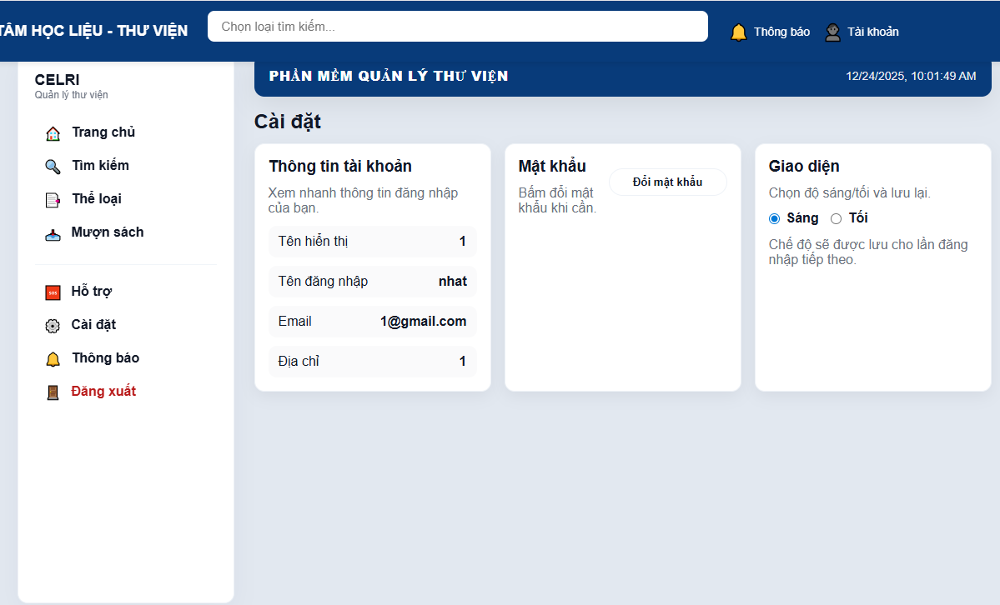 TÂM HỌC LIỆU - THƯ VIỆN
Chọn loại tìm kiếm...
Thông báo
Tài khoản
CELRI
Quản lý thư viện
Trang chủ
Tìm kiếm
Thể loại
Mượn sách
SOS
Hỗ trợ
Cài đặt
Thông báo
Đăng xuất
PHẦN MỀM QUẢN LÝ THƯ VIỆN
12/24/2025, 10:01:49 AM
Cài đặt
Thông tin tài khoản
Xem nhanh thông tin đăng nhập
của bạn.
Tên hiển thị 1
Tên đăng nhập nhat
Email 1@gmail.com
Địa chỉ 1
Mật khẩu
Bấm đổi mật
khẩu khi cần.
Đổi mật khẩu
Giao diện
Chọn độ sáng/tối và lưu lại.
Sáng Tối
Chế độ sẽ được lưu cho lần đăng
nhập tiếp theo.